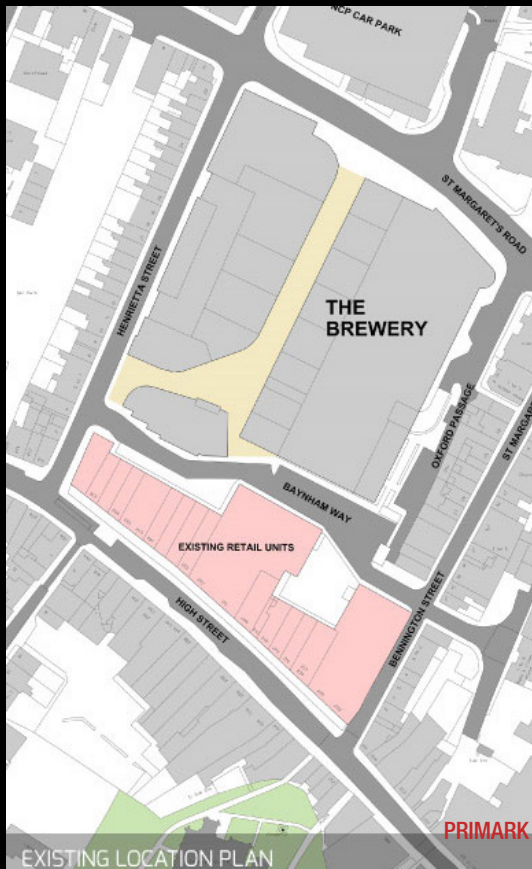 NCP CAR PARK
ST MARGARET'S ROAD
HENRIETTA STREET
THE
BREWERY
OXFORD PASSAGE
ST MARGAR
BAYNHAM WAY
EXISTING RETAIL UNITS
BENNINGTON STREET
HIGH STREET
PRIMARK
EXISTING LOCATION PLAN